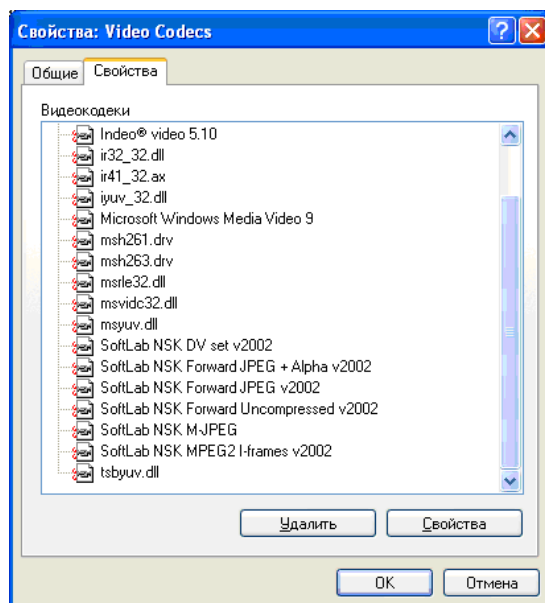 Свойства: Video Codecs
Общие
Свойства
Видеокодеки
Indeo® video 5.10
ir32_32.dll
ir41_32.ax
iyuv_32.dll
Microsoft Windows Media Video 9
msh261.drv
msh263.drv
msrle32.dll
msvidc32.dll
msyuv.dll
SoftLab NSK DV set v2002
SoftLab NSK Forward JPEG + Alpha v2002
SoftLab NSK Forward JPEG v2002
SoftLab NSK Forward Uncompressed v2002
SoftLab NSK M-JPEG
SoftLab NSK MPEG2 I-frames v2002
tsbyuv.dll
Удалить
Свойства
OK
Отмена